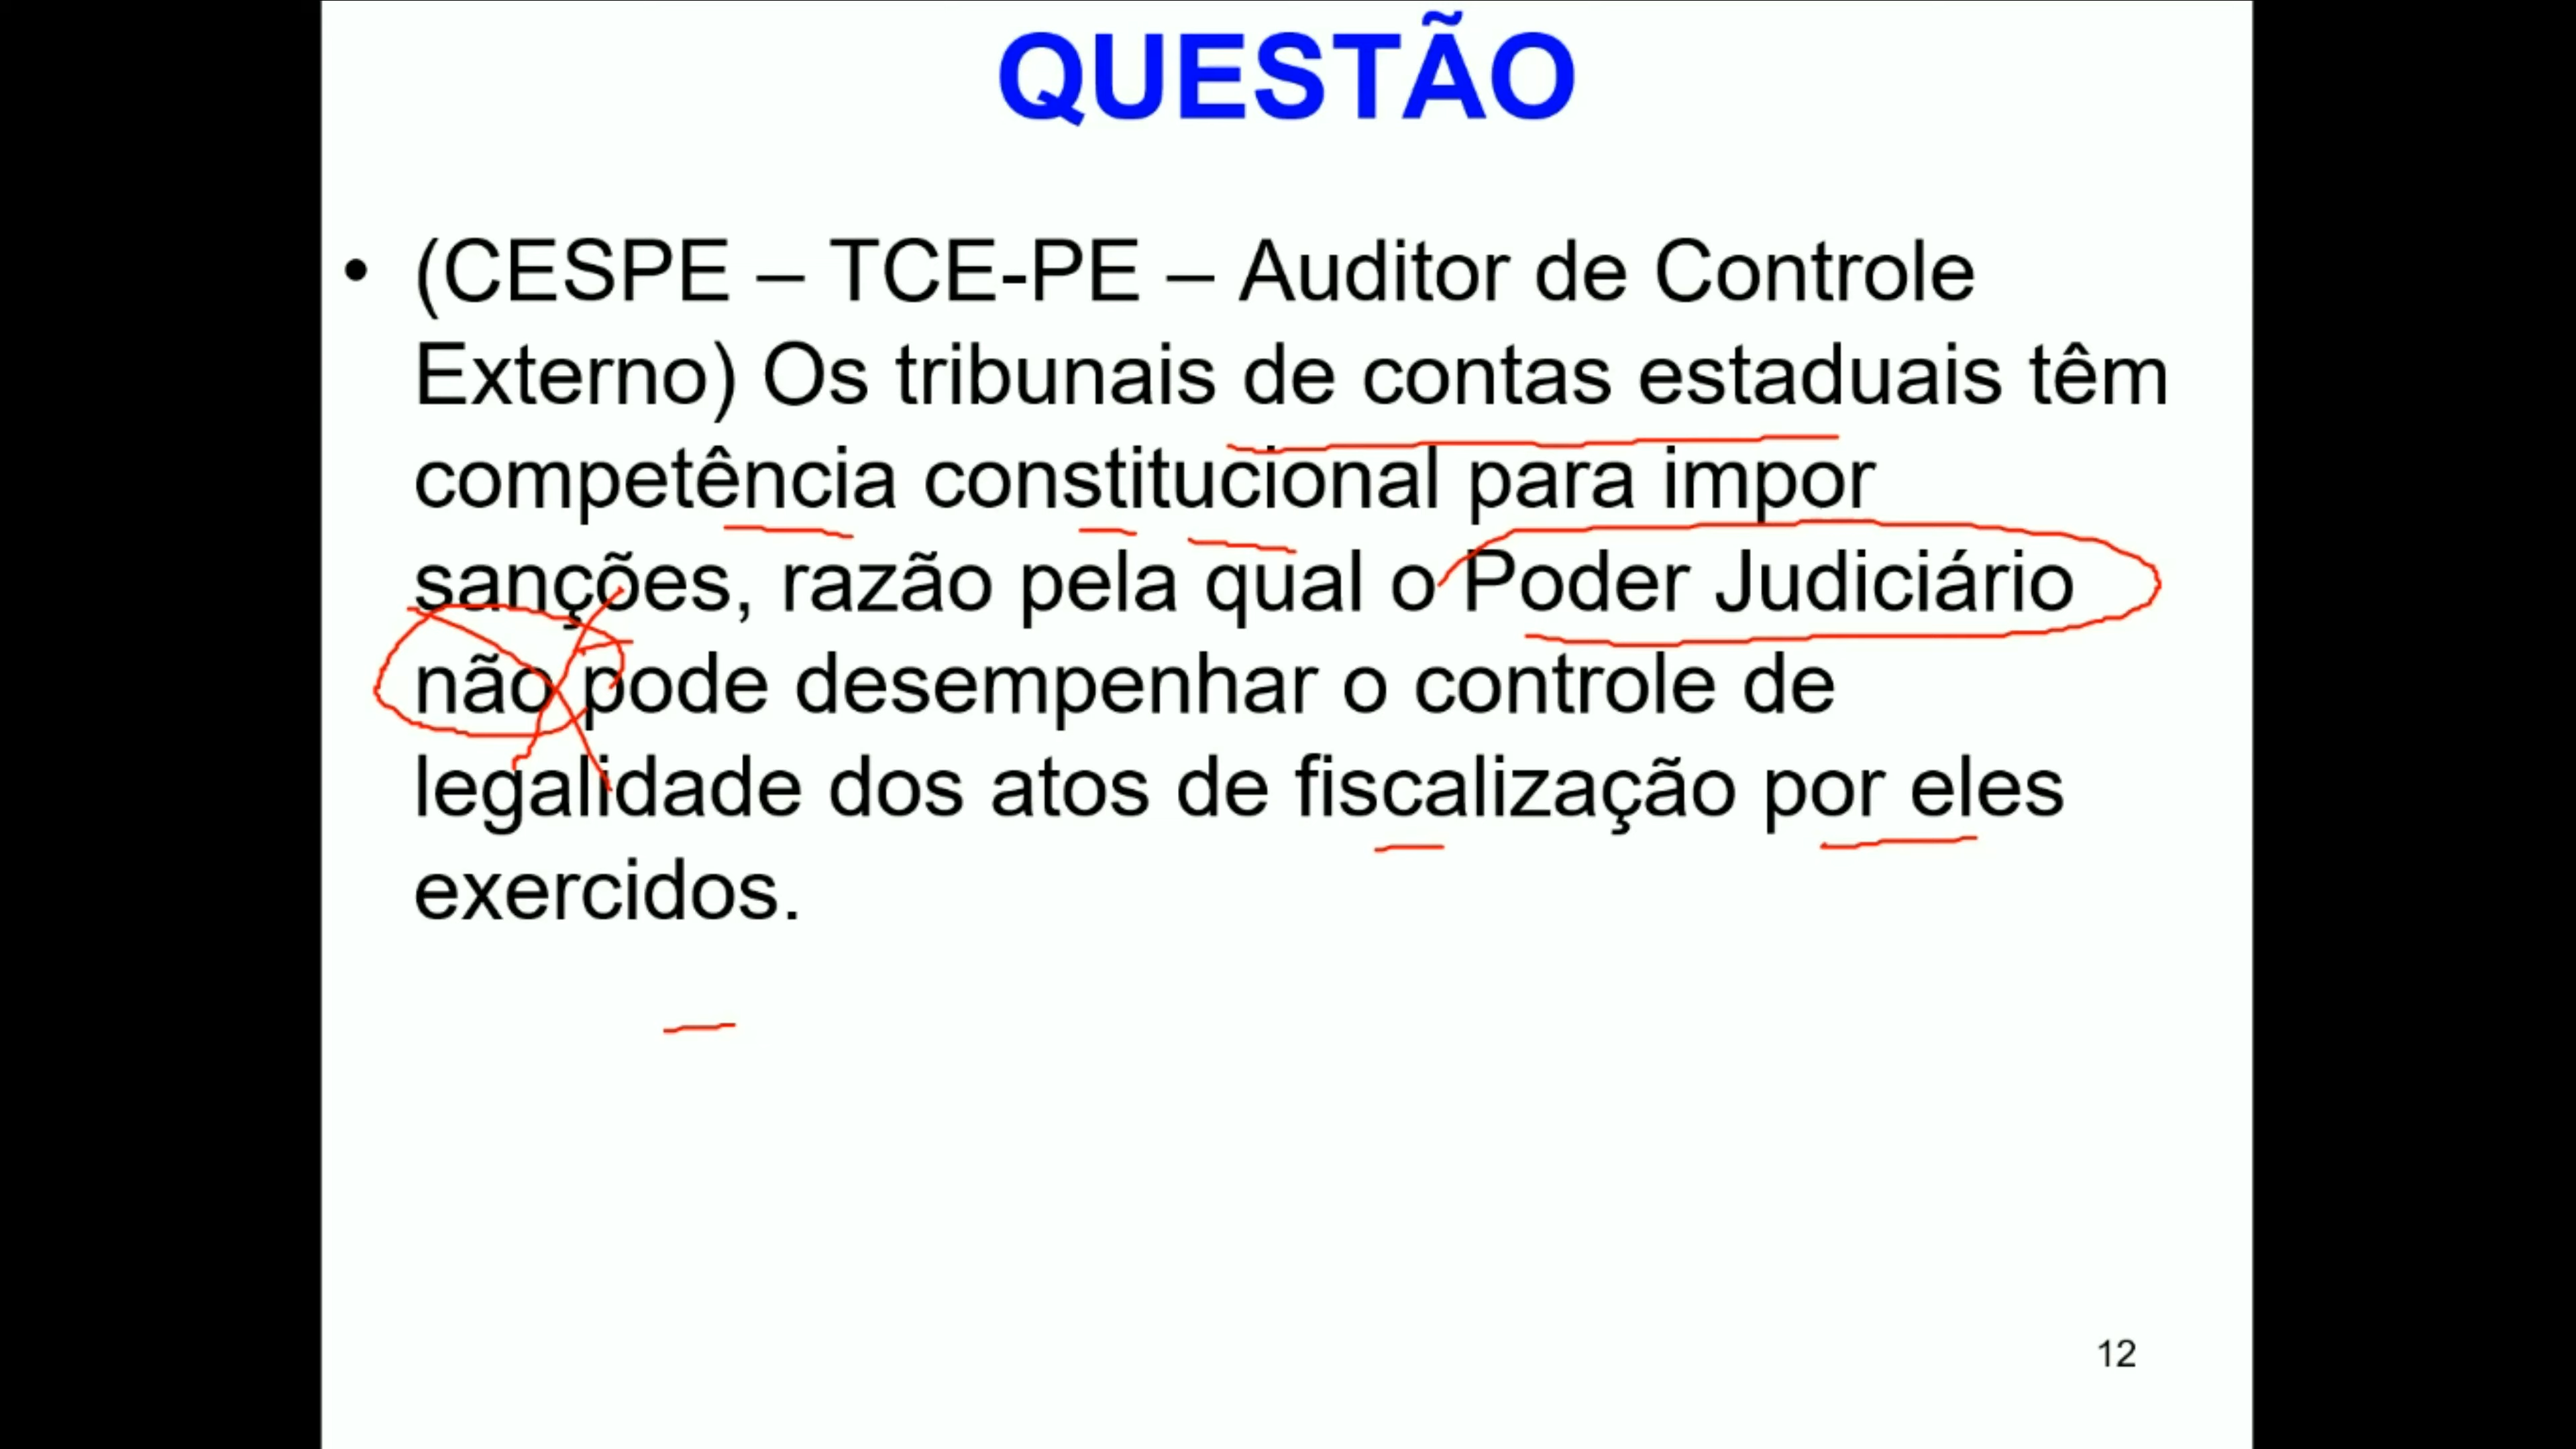 QUESTÃO
• (CESPE – TCE-PE – Auditor de Controle
Externo) Os tribunais de contas estaduais têm
competência constitucional para impor
sanções, razão pela qual o Poder Judiciário
não pode desempenhar o controle de
legalidade dos atos de fiscalização por eles
exercidos.
12